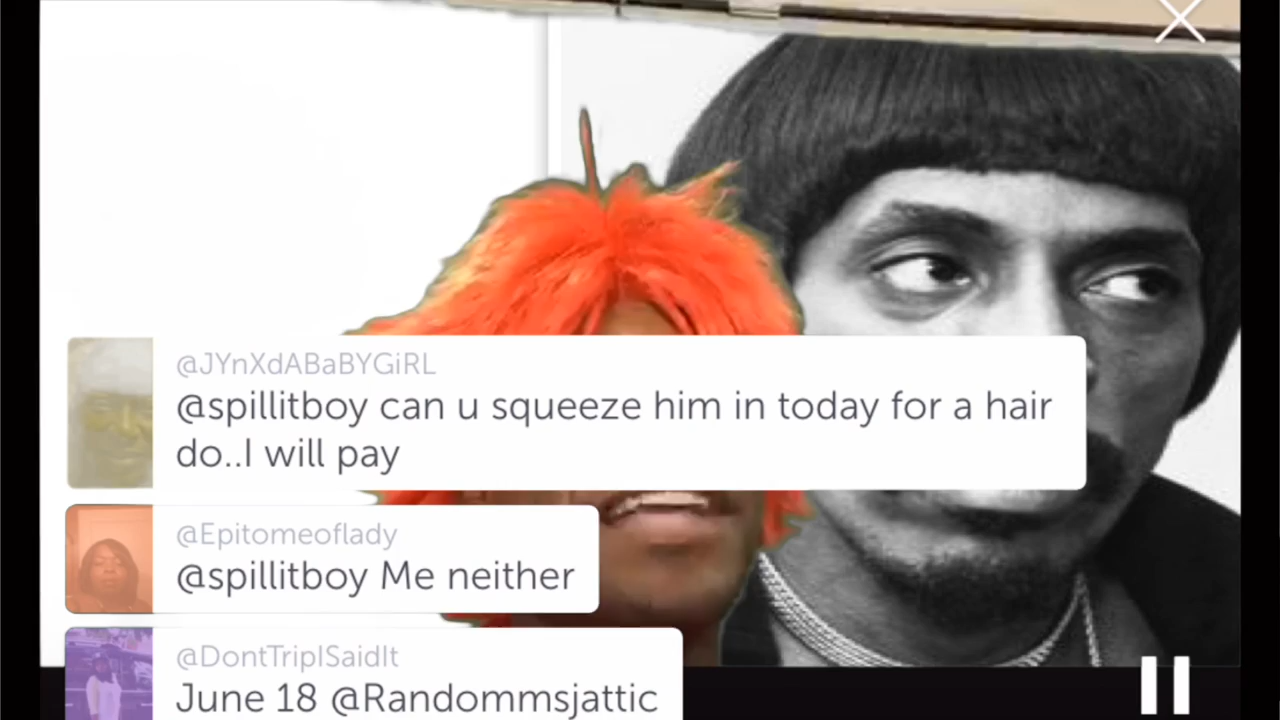 @JYnXdABaBYGiRL
@spillitboy can u squeeze him in today for a hair
do..I will pay
@Epitomeoflady
@spillitboy Me neither
@DontTripISaidIt
June 18 @Randommsjattic